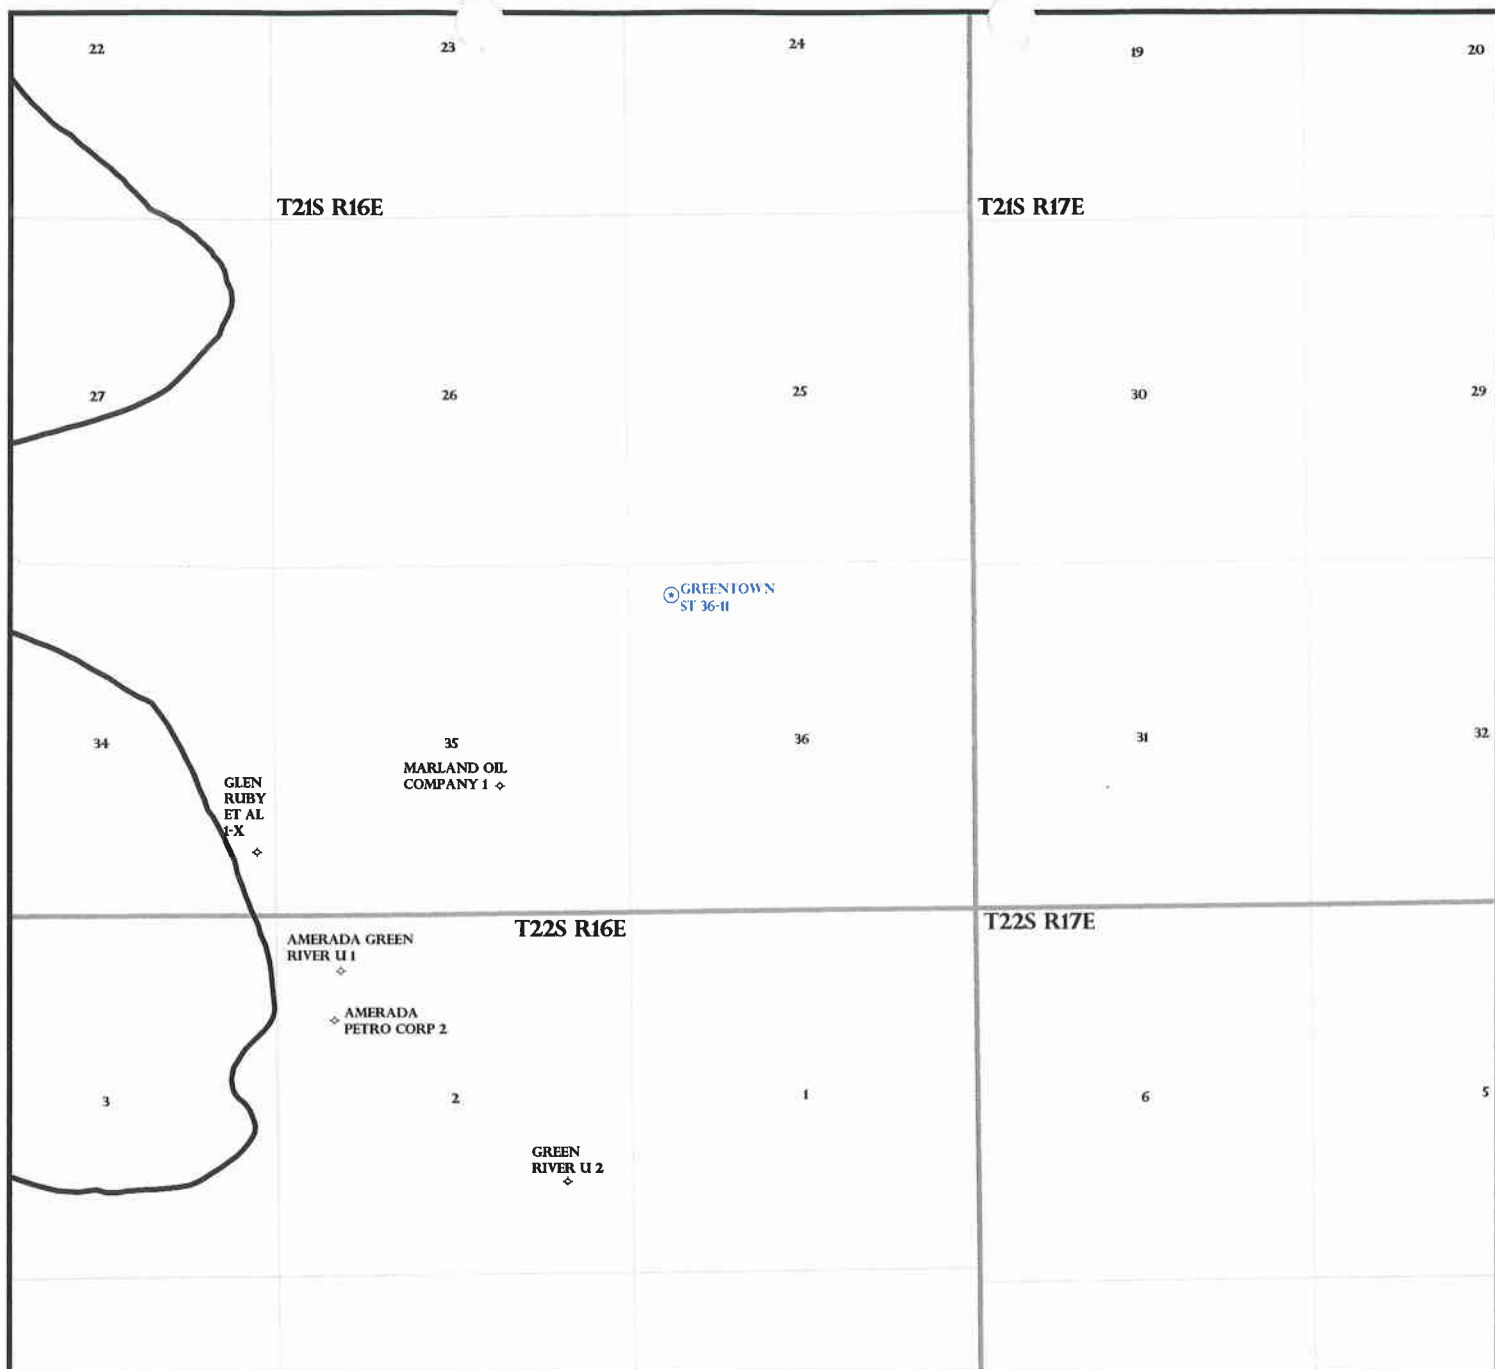 22
23
24
19
20
T21S R16E
T21S R17E
27
26
25
30
29
GREENTOWN
ST 36-11
34
35
36
31
32
MARLAND OIL
COMPANY 1
GLEN
RUBY
ET AL
1-X
T22S R16E
T22S R17E
AMERADA GREEN
RIVER U 1
AMERADA
PETRO CORP 2
3
2
1
6
5
GREEN
RIVER U 2